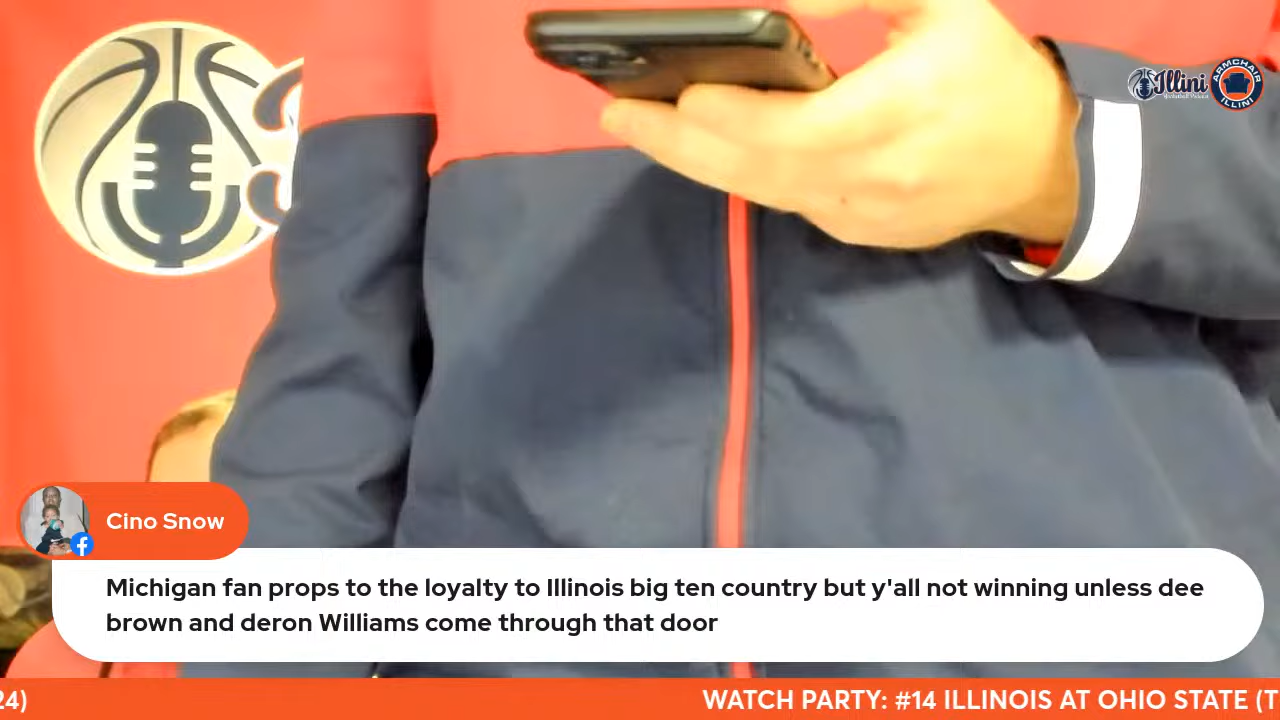 Illini
ARMCHAIR
ILLINI
Cino Snow
Michigan fan props to the loyalty to Illinois big ten country but y'all not winning unless dee
brown and deron Williams come through that door
24)
WATCH PARTY: #14 ILLINOIS AT OHIO STATE (T